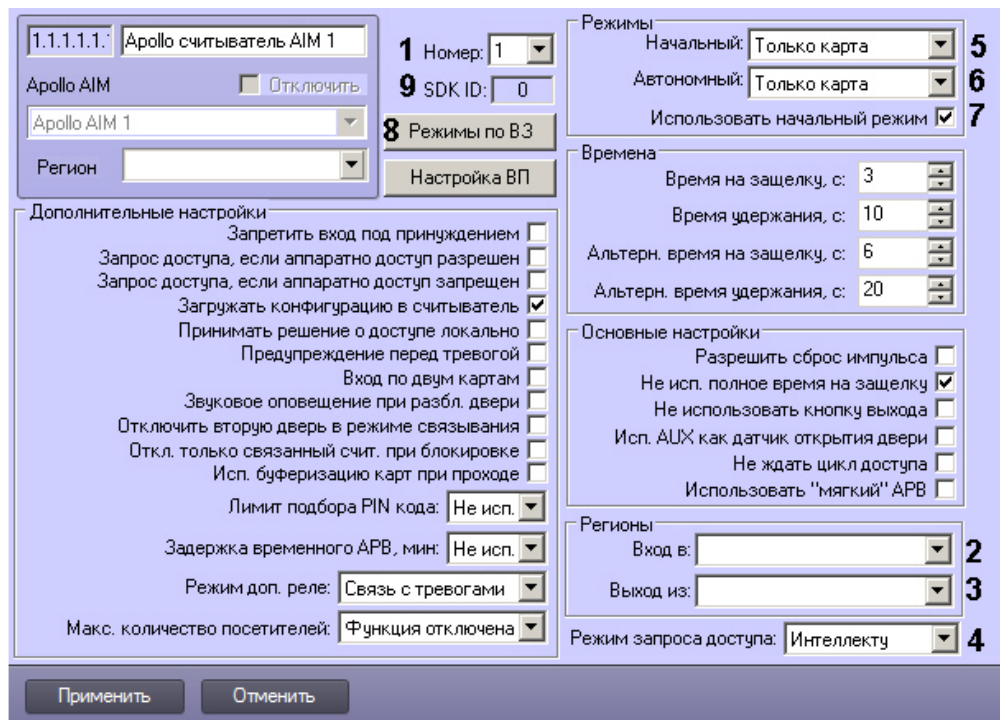 1.1.1.1.1 Apollo считыватель AIM 1
Apollo AIM Отключить
Apollo AIM 1
Регион
1 Номер: 1
9 SDK ID: 0
8 Режимы по ВЗ
Настройка ВП
Дополнительные настройки
Запретить вход под принуждением
Запрос доступа, если аппаратно доступ разрешен
Запрос доступа, если аппаратно доступ запрещен
Загружать конфигурацию в считыватель
Принимать решение о доступе локально
Предупреждение перед тревогой
Вход по двум картам
Звуковое оповещение при разбл. двери
Отключить вторую дверь в режиме связывания
Откл. только связанный счит. при блокировке
Исп. буферизацию карт при проходе
Лимит подбора PIN кода: Не исп.
Задержка временного APB, мин: Не исп.
Режим доп. реле: Связь с тревогами
Макс. количество посетителей: Функция отключена
Режимы
Начальный: Только карта 5
Автономный: Только карта 6
Использовать начальный режим 7
Времена
Время на защелку, с: 3
Время удержания, с: 10
Альтерн. время на защелку, с: 6
Альтерн. время удержания, с: 20
Основные настройки
Разрешить сброс импульса
Не исп. полное время на защелку
Не использовать кнопку выхода
Исп. AUX как датчик открытия двери
Не ждать цикл доступа
Использовать "мягкий" APB
Регионы
Вход в: 2
Выход из: 3
Режим запроса доступа: Интеллекту 4
Применить
Отменить